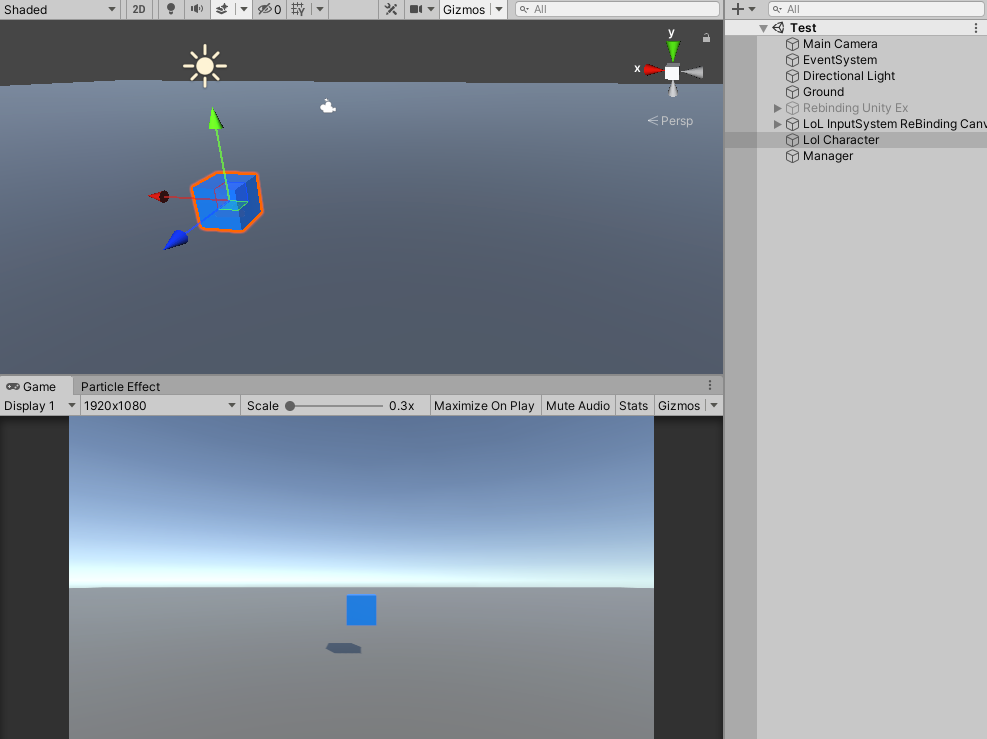 Shaded 2D 0 Gizmos All
y
x
Persp
Game Particle Effect
Display 1 1920x1080 Scale 0.3x Maximize On Play Mute Audio Stats Gizmos
All
Test
Main Camera
EventSystem
Directional Light
Ground
Rebinding Unity Ex
LoL InputSystem ReBinding Canv
Lol Character
Manager